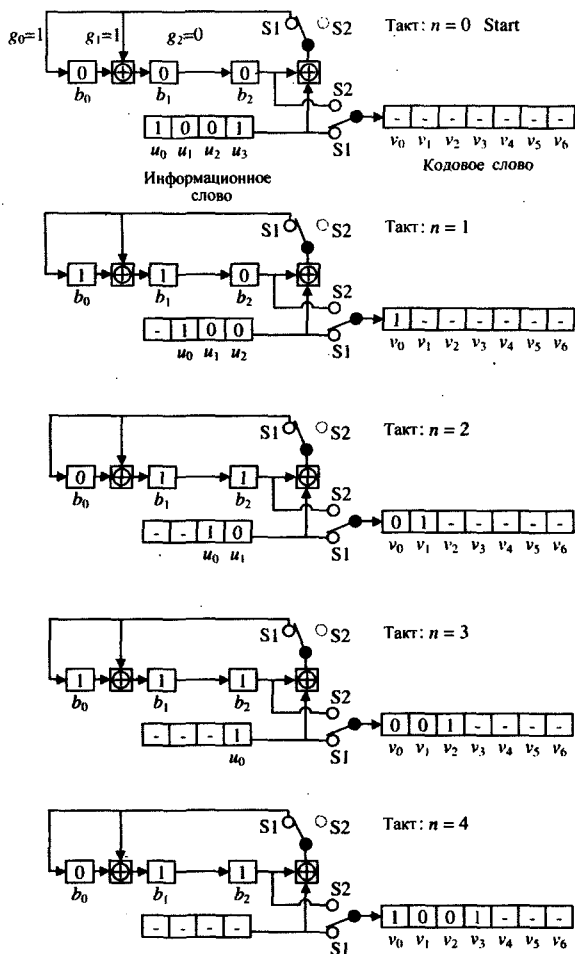 g₀=1 g₁=1 g₂=0 S1 S2 Такт: n = 0 Start
0 0 0
b₀ b₁ b₂ S2
1 0 0 1 - - - - - - -
u₀ u₁ u₂ u₃ S1 v₀ v₁ v₂ v₃ v₄ v₅ v₆
Информационное Кодовое слово
слово
S1 S2 Такт: n = 1
1 1 0
b₀ b₁ b₂ S2
- 1 0 0 1 - - - - - -
u₀ u₁ u₂ S1 v₀ v₁ v₂ v₃ v₄ v₅ v₆
S1 S2 Такт: n = 2
0 1 1
b₀ b₁ b₂ S2
- - 1 0 0 1 - - - - -
u₀ u₁ S1 v₀ v₁ v₂ v₃ v₄ v₅ v₆
S1 S2 Такт: n = 3
1 1 1
b₀ b₁ b₂ S2
- - - 1 0 0 1 - - - -
u₀ S1 v₀ v₁ v₂ v₃ v₄ v₅ v₆
S1 S2 Такт: n = 4
0 1 1
b₀ b₁ b₂ S2
- - - - 1 0 0 1 - - -
S1 v₀ v₁ v₂ v₃ v₄ v₅ v₆